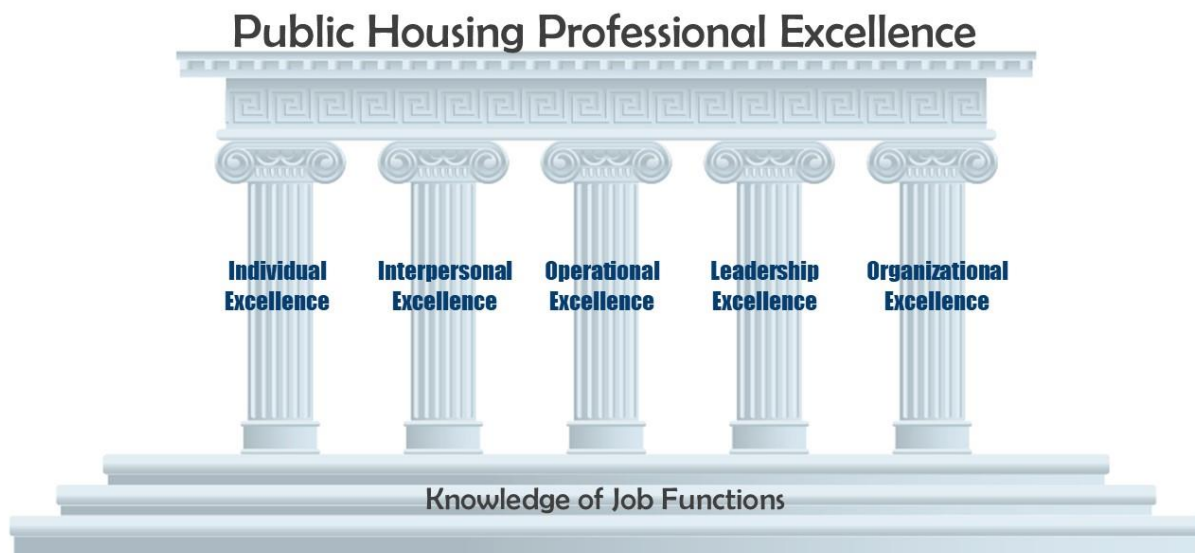 Public Housing Professional Excellence
Individual
Excellence
Interpersonal
Excellence
Operational
Excellence
Leadership
Excellence
Organizational
Excellence
Knowledge of Job Functions